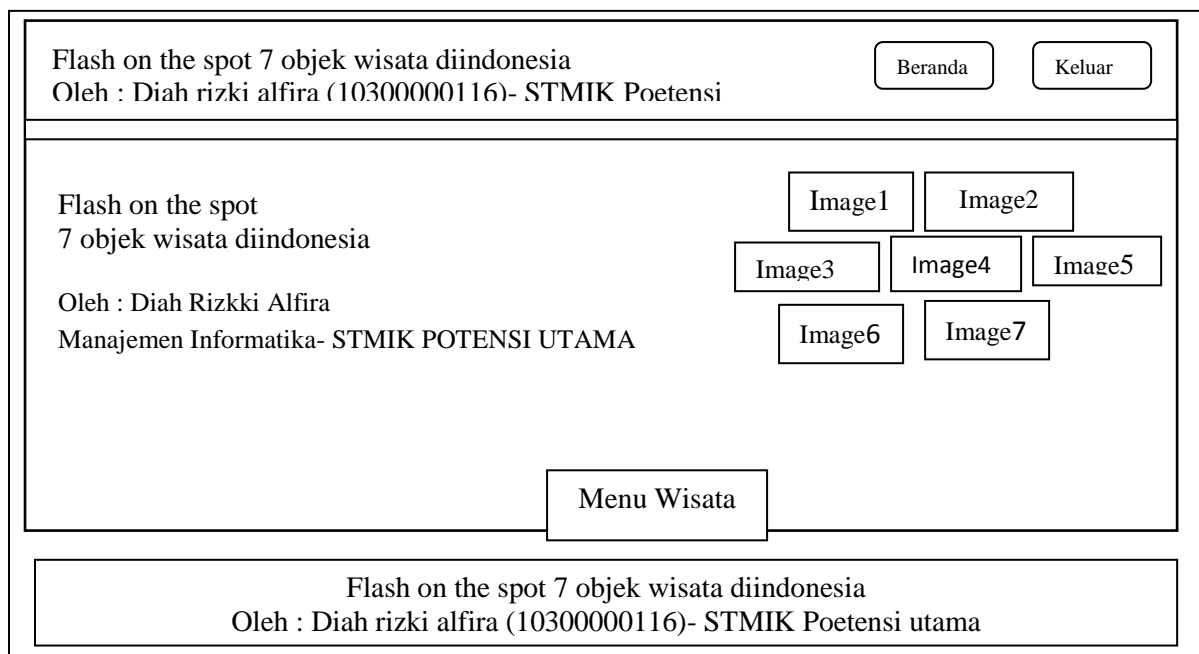 Flash on the spot 7 objek wisata diindonesia
Oleh : Diah rizki alfira (10300000116)- STMIK Poetensi
Beranda
Keluar
Flash on the spot
7 objek wisata diindonesia
Oleh : Diah Rizkki Alfira
Manajemen Informatika- STMIK POTENSI UTAMA
Image1 Image2
Image3 Image4 Image5
Image6 Image7
Menu Wisata
Flash on the spot 7 objek wisata diindonesia
Oleh : Diah rizki alfira (10300000116)- STMIK Poetensi utama